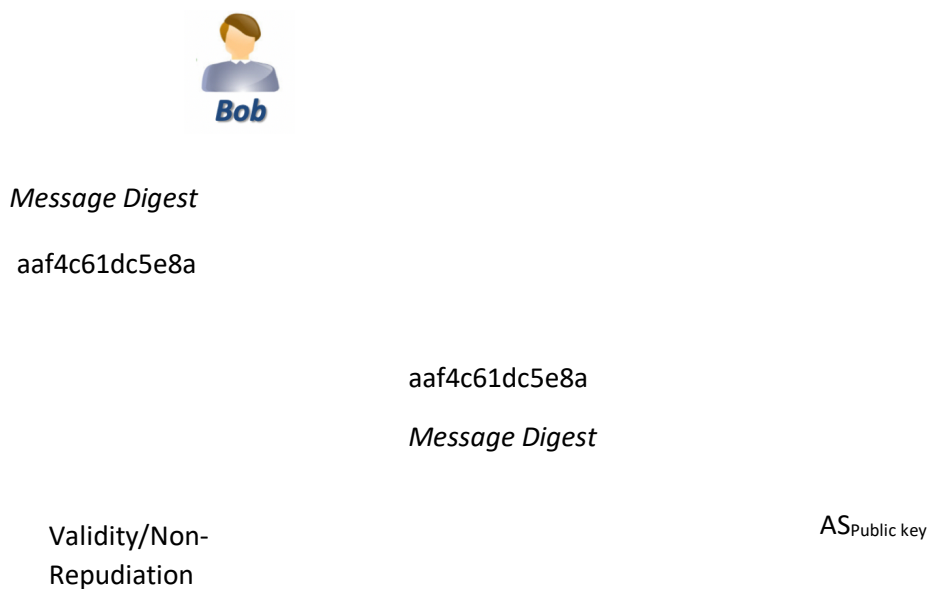 Bob
Message Digest
aaf4c61dc5e8a
aaf4c61dc5e8a
Message Digest
Validity/Non-
Repudiation
ASPublic key